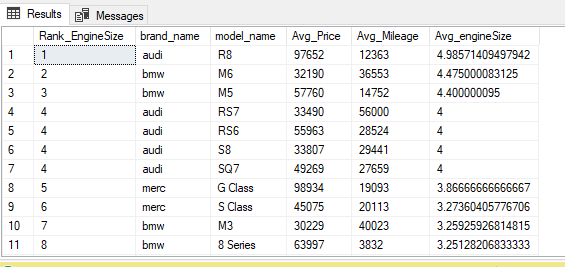 Results Messages
Rank_EngineSize brand_name model_name Avg_Price Avg_Mileage Avg_engineSize
1 1 audi R8 97652 12363 4.98571409497942
2 2 bmw M6 32190 36553 4.475000083125
3 3 bmw M5 57760 14752 4.400000095
4 4 audi RS7 33490 56000 4
5 4 audi RS6 55963 28524 4
6 4 audi S8 33807 29441 4
7 4 audi SQ7 49269 27659 4
8 5 merc G Class 98934 19093 3.86666666666667
9 6 merc S Class 45075 20113 3.27360405776706
10 7 bmw M3 30229 40023 3.25925926814815
11 8 bmw 8 Series 63997 3832 3.25128206833333